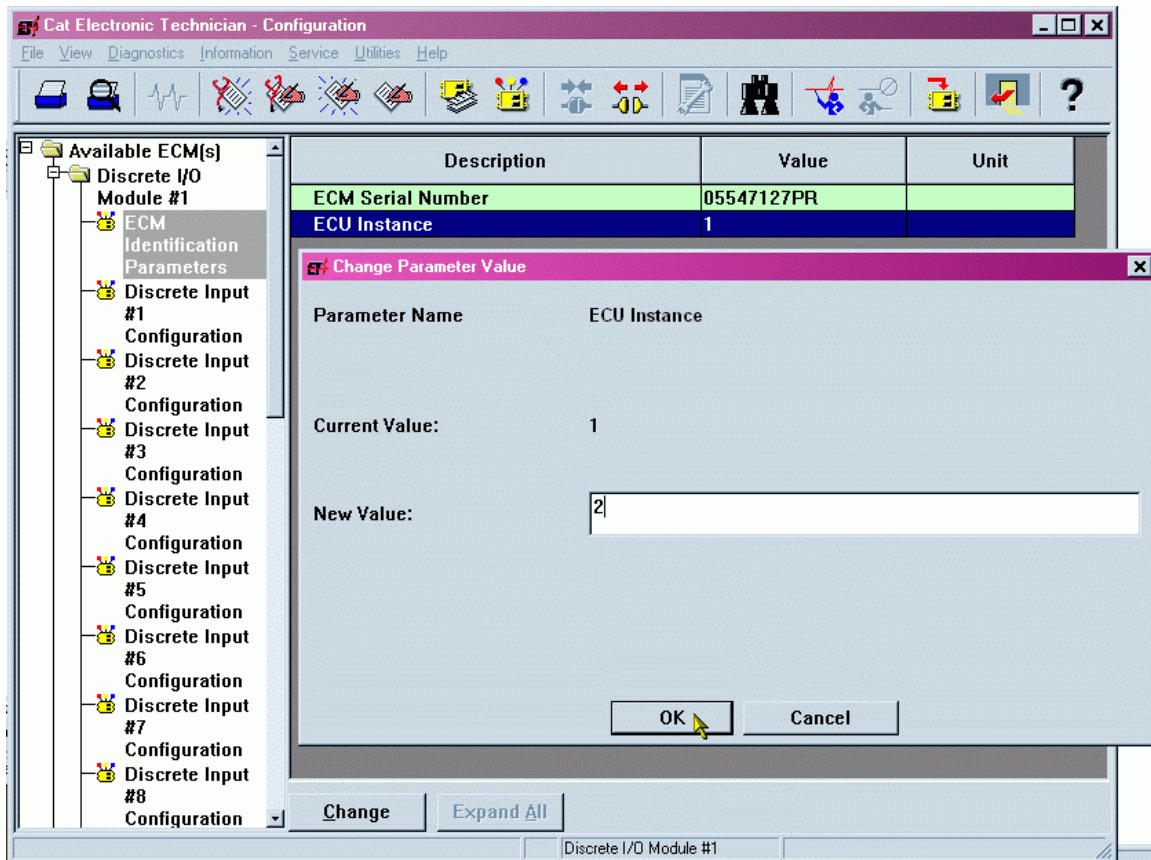 Cat Electronic Technician - Configuration
File View Diagnostics Information Service Utilities Help
Available ECM(s)
Discrete I/O
Module #1
ECM
Identification
Parameters
Discrete Input
#1
Configuration
Discrete Input
#2
Configuration
Discrete Input
#3
Configuration
Discrete Input
#4
Configuration
Discrete Input
#5
Configuration
Discrete Input
#6
Configuration
Discrete Input
#7
Configuration
Discrete Input
#8
Configuration
Description Value Unit
ECM Serial Number 05547127PR
ECU Instance 1
Change Parameter Value
Parameter Name ECU Instance
Current Value: 1
New Value: 2
OK Cancel
Change Expand All
Discrete I/O Module #1